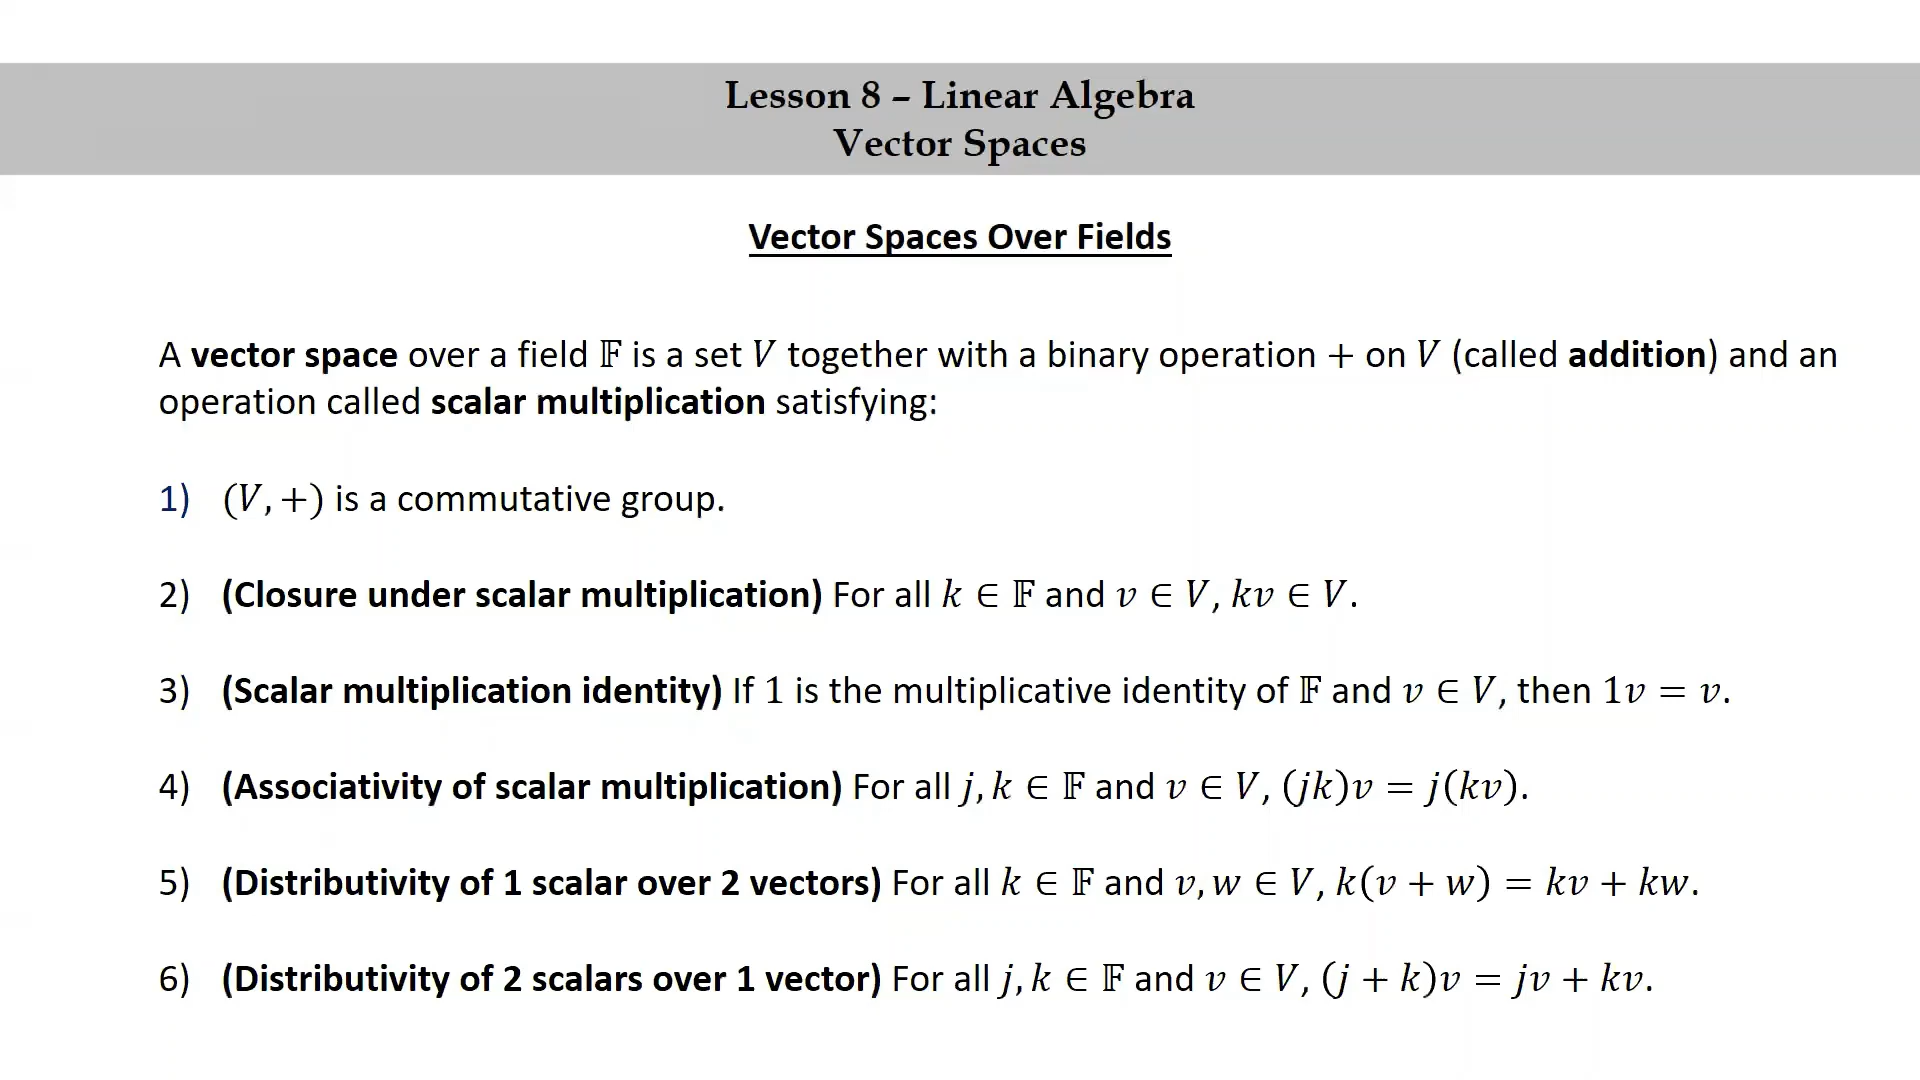 Lesson 8 – Linear Algebra
Vector Spaces
Vector Spaces Over Fields
A vector space over a field 𝔽 is a set 𝑉 together with a binary operation + on 𝑉 (called addition) and an
operation called scalar multiplication satisfying:
1) (𝑉, +) is a commutative group.
2) (Closure under scalar multiplication) For all 𝑘 ∈ 𝔽 and 𝑣 ∈ 𝑉, 𝑘𝑣 ∈ 𝑉.
3) (Scalar multiplication identity) If 1 is the multiplicative identity of 𝔽 and 𝑣 ∈ 𝑉, then 1𝑣 = 𝑣.
4) (Associativity of scalar multiplication) For all 𝑗, 𝑘 ∈ 𝔽 and 𝑣 ∈ 𝑉, (𝑗𝑘)𝑣 = 𝑗(𝑘𝑣).
5) (Distributivity of 1 scalar over 2 vectors) For all 𝑘 ∈ 𝔽 and 𝑣, 𝑤 ∈ 𝑉, 𝑘(𝑣 + 𝑤) = 𝑘𝑣 + 𝑘𝑤.
6) (Distributivity of 2 scalars over 1 vector) For all 𝑗, 𝑘 ∈ 𝔽 and 𝑣 ∈ 𝑉, (𝑗 + 𝑘)𝑣 = 𝑗𝑣 + 𝑘𝑣.